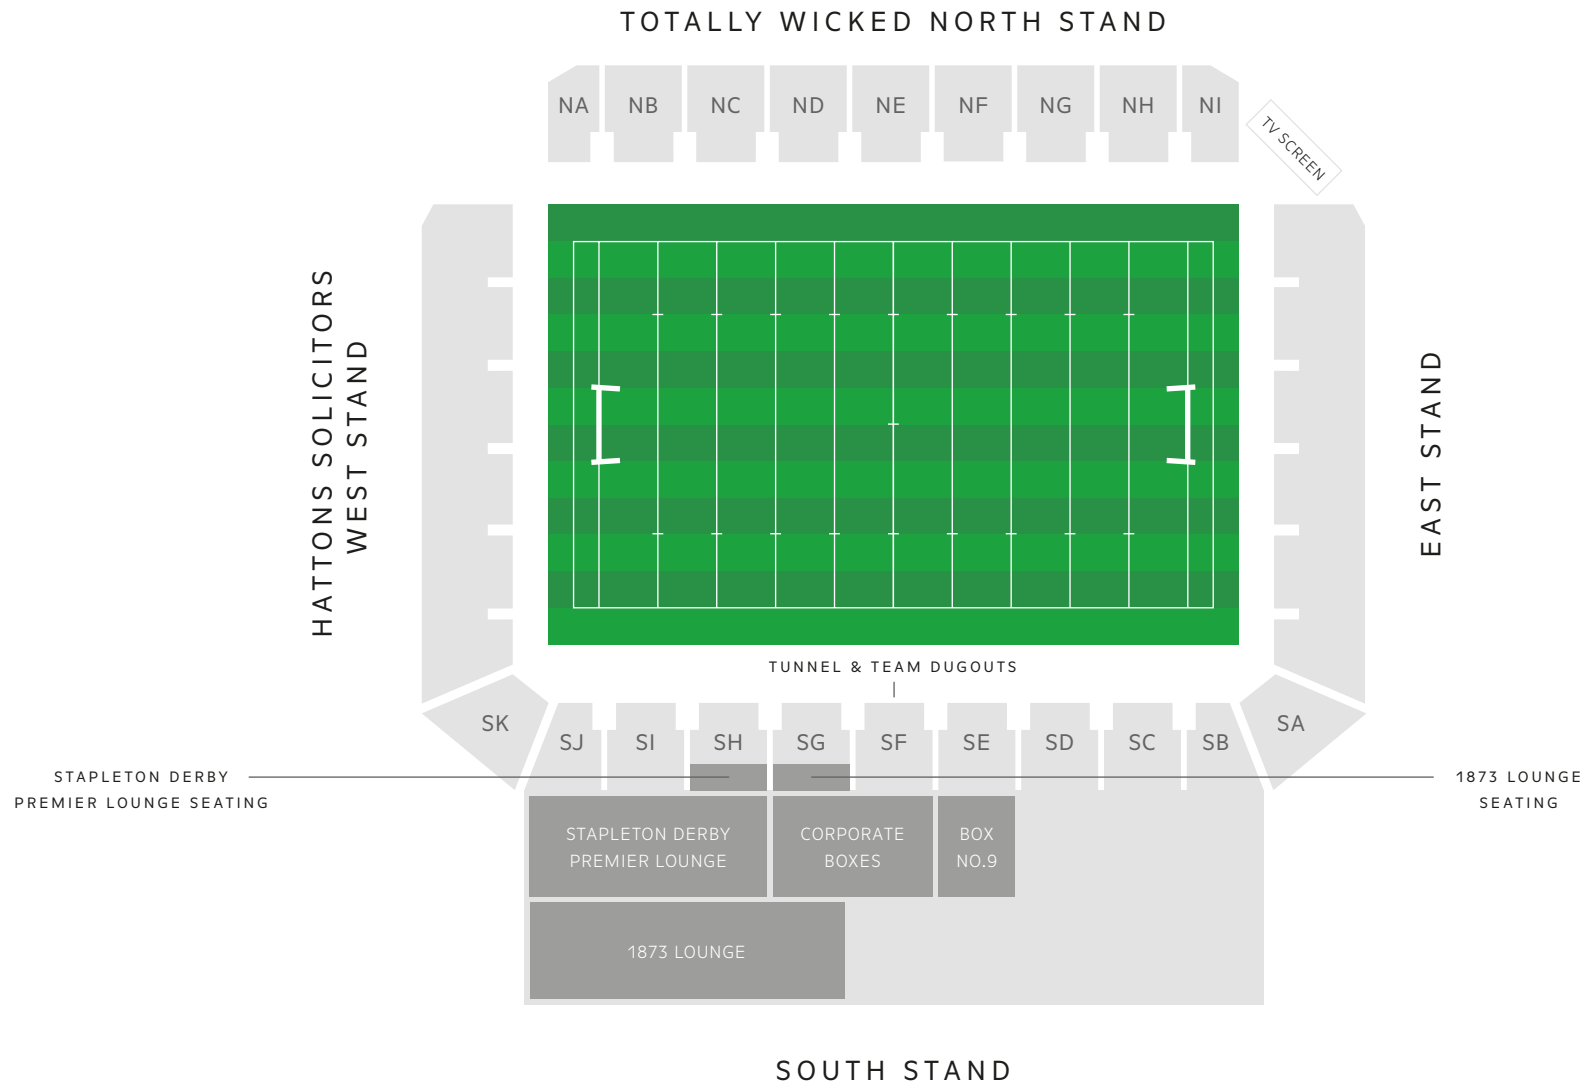 TOTALLY WICKED NORTH STAND
NA NB NC ND NE NF NG NH NI
TV SCREEN
HATTONS SOLICITORS
WEST STAND
EAST STAND
TUNNEL & TEAM DUGOUTS
SK SJ SI SH SG SF SE SD SC SB SA
STAPLETON DERBY
PREMIER LOUNGE SEATING
1873 LOUNGE
SEATING
STAPLETON DERBY
PREMIER LOUNGE
CORPORATE
BOXES
BOX
NO.9
1873 LOUNGE
SOUTH STAND